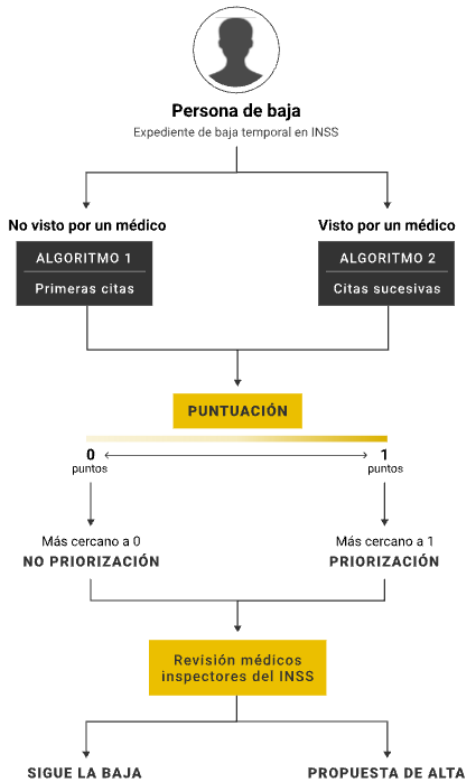 Persona de baja
Expediente de baja temporal en INSS
No visto por un médico
Visto por un médico
ALGORITMO 1
Primeras citas
ALGORITMO 2
Citas sucesivas
PUNTUACIÓN
0
puntos
1
puntos
Más cercano a 0
NO PRIORIZACIÓN
Más cercano a 1
PRIORIZACIÓN
Revisión médicos
inspectores del INSS
SIGUE LA BAJA
PROPUESTA DE ALTA